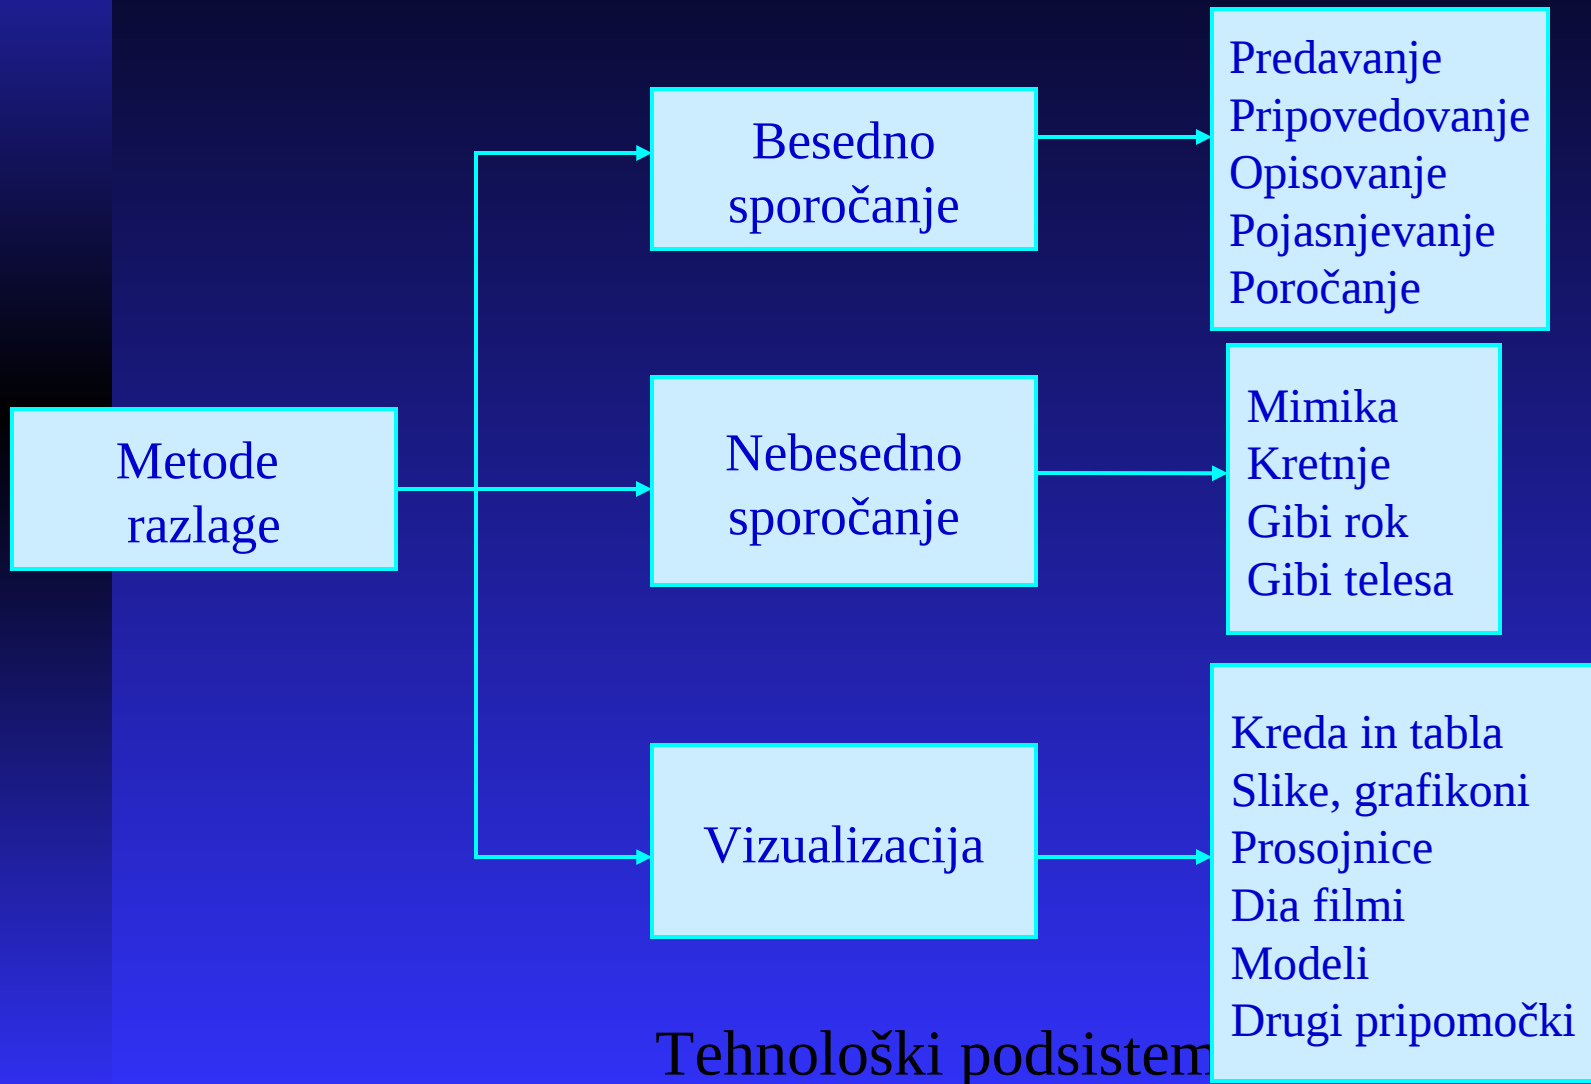 Metode
razlage
Besedno
sporočanje
Predavanje
Pripovedovanje
Opisovanje
Pojasnjevanje
Poročanje
Nebesedno
sporočanje
Mimika
Kretnje
Gibi rok
Gibi telesa
Vizualizacija
Kreda in tabla
Slike, grafikoni
Prosojnice
Dia filmi
Modeli
Drugi pripomočki
Tehnološki podsistem